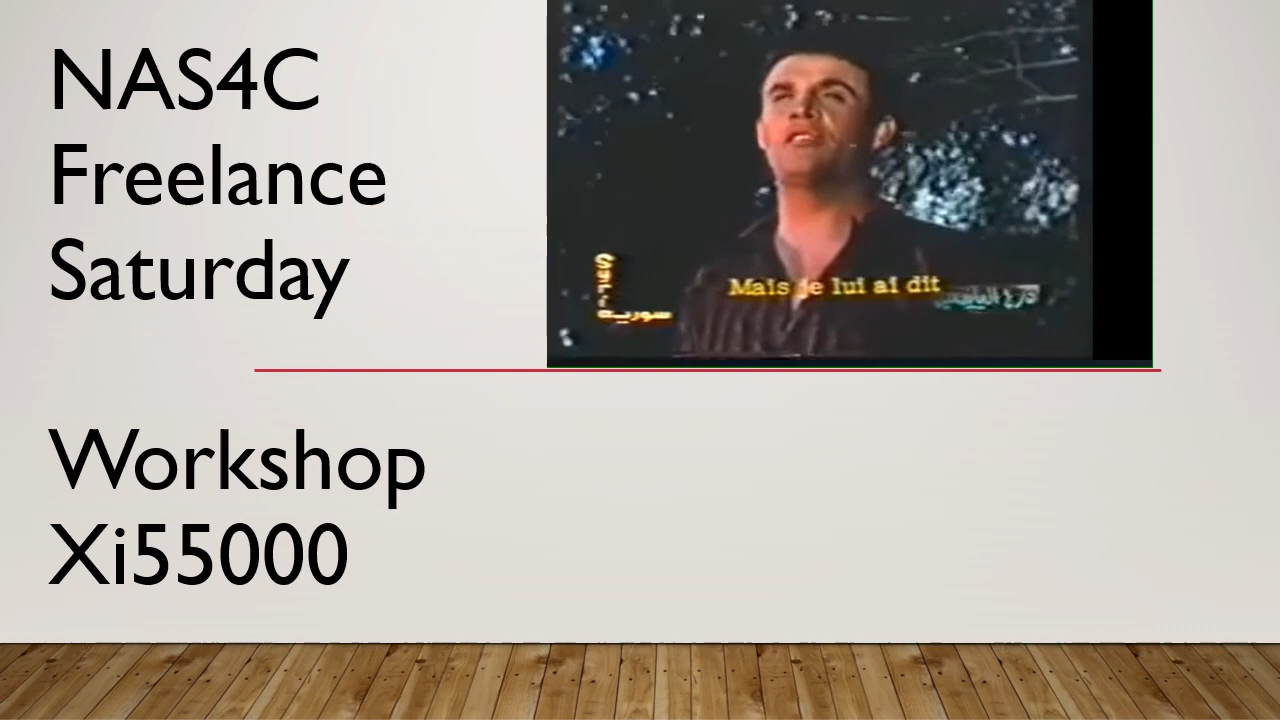 NAS4C
Freelance
Saturday
Mais je lui ai dit
سورية
Workshop
Xi55000